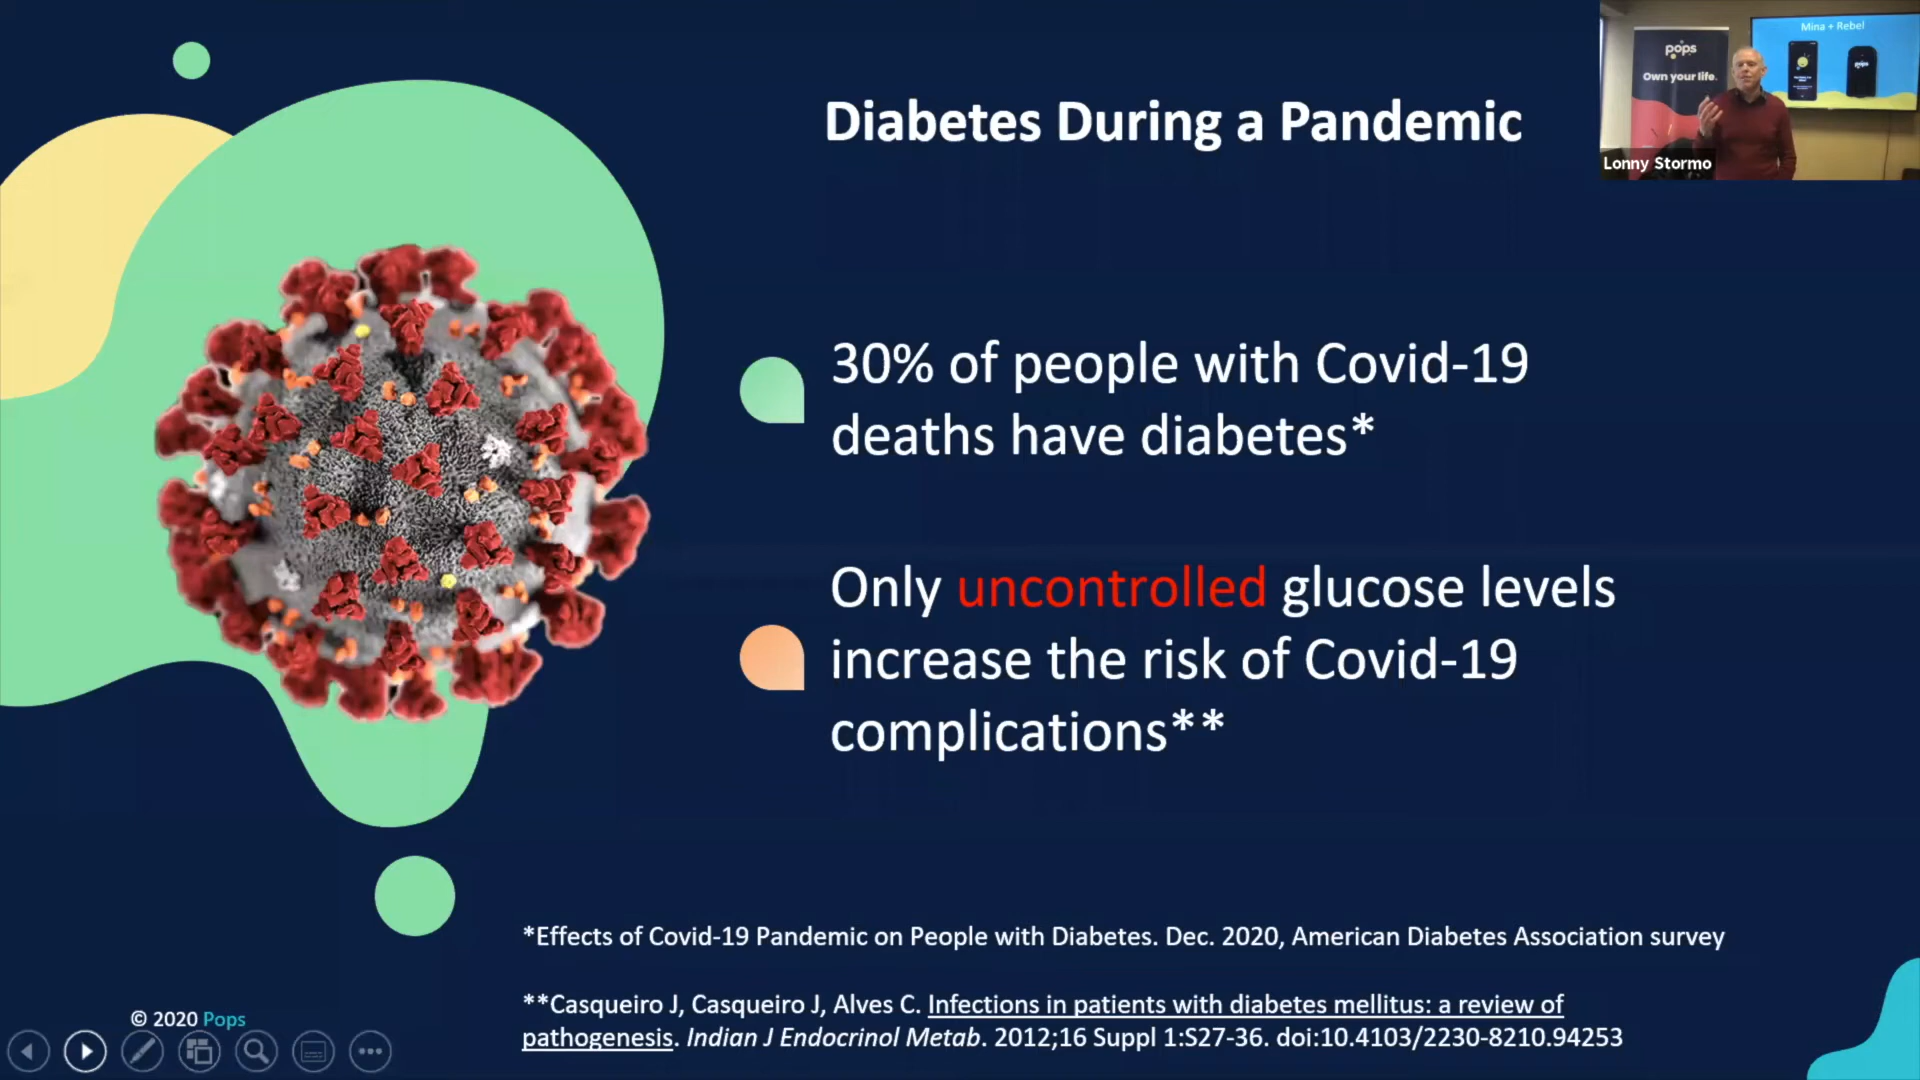 Diabetes During a Pandemic
30% of people with Covid-19
deaths have diabetes*
Only uncontrolled glucose levels
increase the risk of Covid-19
complications**
*Effects of Covid-19 Pandemic on People with Diabetes. Dec. 2020, American Diabetes Association survey
**Casqueiro J, Casqueiro J, Alves C. Infections in patients with diabetes mellitus: a review of
pathogenesis. Indian J Endocrinol Metab. 2012;16 Suppl 1:S27-36. doi:10.4103/2230-8210.94253
© 2020 Pops
pops
Own your life.
Mina + Rebel
pops
Lonny Stormo